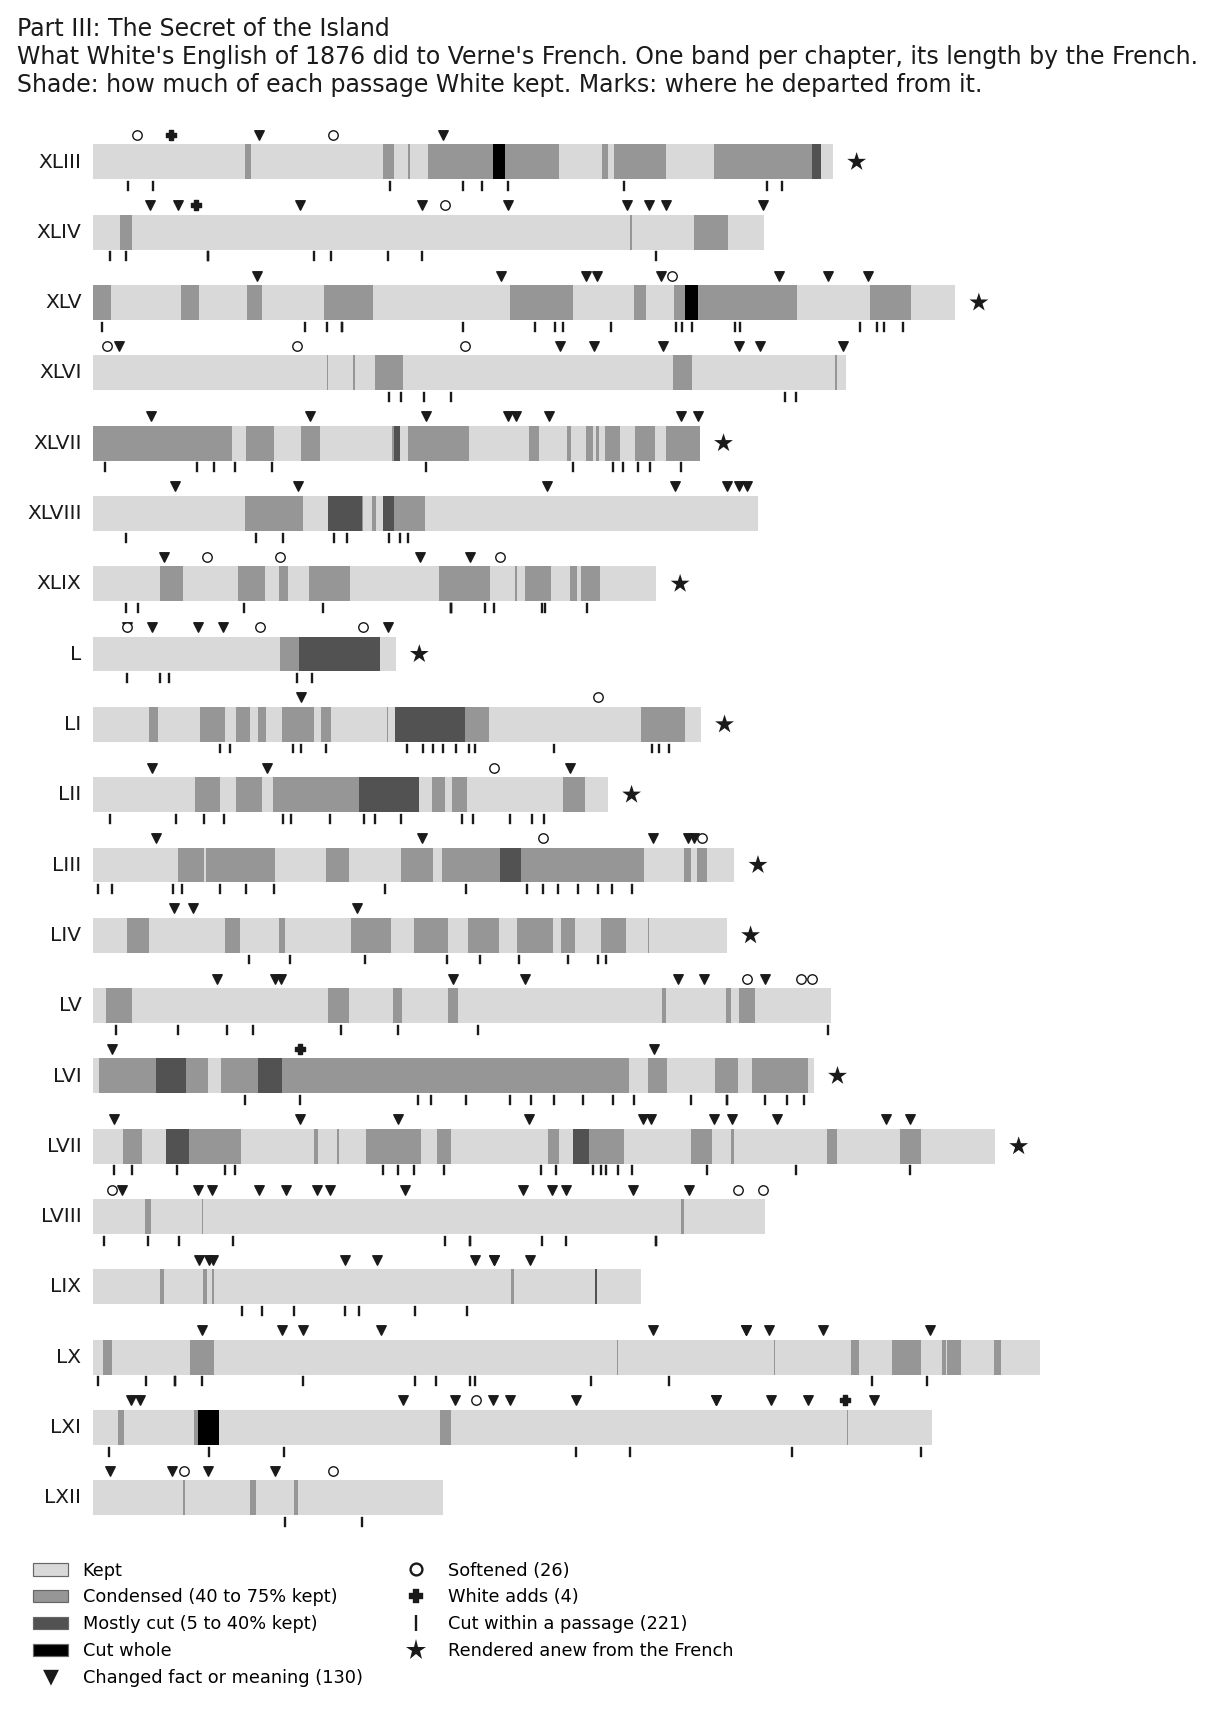 Part III: The Secret of the Island
What White's English of 1876 did to Verne's French. One band per chapter, its length by the French.
Shade: how much of each passage White kept. Marks: where he departed from it.
XLIII
XLIV
XLV
XLVI
XLVII
XLVIII
XLIX
L
LI
LII
LIII
LIV
LV
LVI
LVII
LVIII
LIX
LX
LXI
LXII
Kept
Condensed (40 to 75% kept)
Mostly cut (5 to 40% kept)
Cut whole
Changed fact or meaning (130)
Softened (26)
White adds (4)
Cut within a passage (221)
Rendered anew from the French